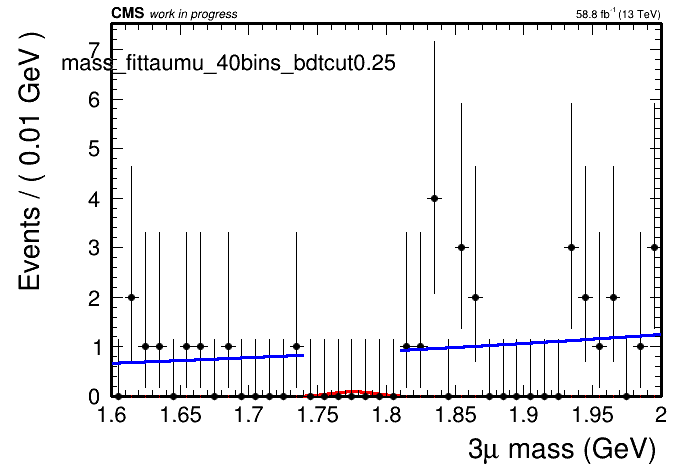 CMS work in progress
58.8 fb⁻¹ (13 TeV)
mass_fittaumu_40bins_bdtcut0.25
Events / ( 0.01 GeV )
7
6
5
4
3
2
1
0
1.6 1.65 1.7 1.75 1.8 1.85 1.9 1.95 2
3μ mass (GeV)